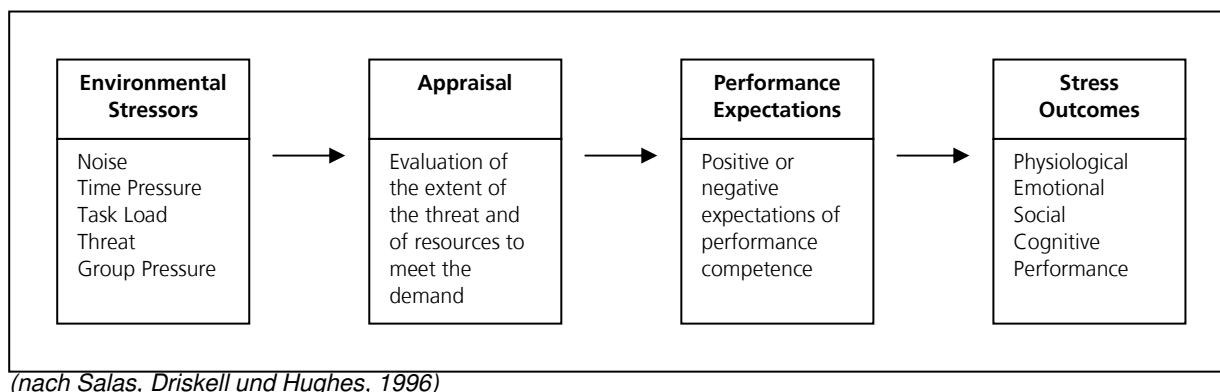 Environmental
Stressors
Noise
Time Pressure
Task Load
Threat
Group Pressure
Appraisal
Evaluation of
the extent of
the threat and
of resources to
meet the
demand
Performance
Expectations
Positive or
negative
expectations of
performance
competence
Stress
Outcomes
Physiological
Emotional
Social
Cognitive
Performance
(nach Salas, Driskell und Hughes, 1996)